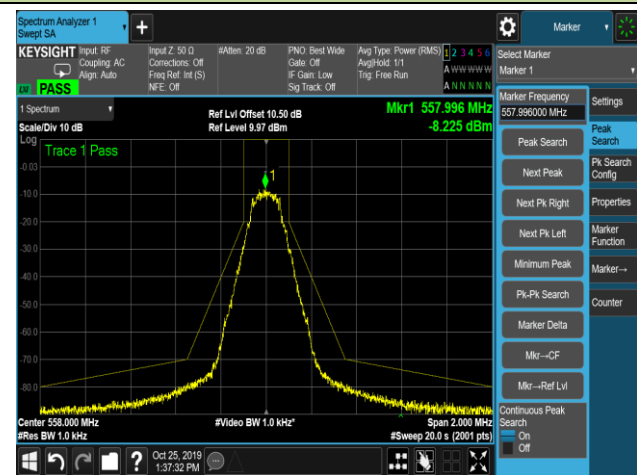 Spectrum Analyzer 1
Swept SA
Marker
KEYSIGHT
Input: RF
Coupling: AC
Align: Auto
Input Z: 50 Ω
Corrections: Off
Freq Ref: Int (S)
NFE: Off
#Atten: 20 dB
PNO: Best Wide
Gate: Off
IF Gain: Low
Sig Track: Off
Avg Type: Power (RMS)
Avg|Hold: 1/1
Trig: Free Run
1 2 3 4 5 6
A W W W W W
A N N N N N
LXI
PASS
Select Marker
Marker 1
1 Spectrum
Scale/Div 10 dB
Log
Ref Lvl Offset 10.50 dB
Ref Level 9.97 dBm
Mkr1 557.996 MHz
-8.225 dBm
Trace 1 Pass
1
-0.03
-10.0
-20.0
-30.0
-40.0
-50.0
-60.0
-70.0
-80.0
Center 558.000 MHz
#Res BW 1.0 kHz
#Video BW 1.0 kHz*
Span 2.000 MHz
#Sweep 20.0 s (2001 pts)
Marker Frequency
557.996000 MHz
Peak Search
Next Peak
Next Pk Right
Next Pk Left
Minimum Peak
Pk-Pk Search
Marker Delta
Mkr→CF
Mkr→Ref Lvl
Continuous Peak
Search
On
Off
Settings
Peak
Search
Pk Search
Config
Properties
Marker
Function
Marker→
Counter
?
Oct 25, 2019
1:37:32 PM